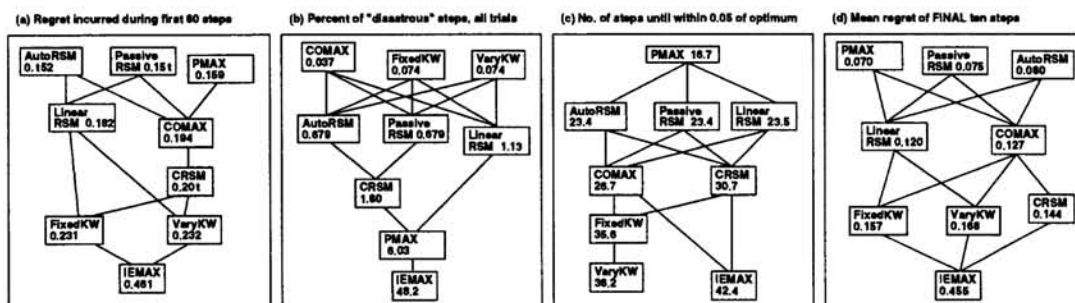 (a) Regret incurred during first 60 steps
AutoRSM
0.t52
Passive
RSM 0.15t
PMAX
0.159
Linear
RSM 0.182
COMAX
0.194
CRSM
0.20t
FixedKW
0.231
VaryKW
0.232
IEMAX
0.461
(b) Percent of "disastrous" steps, all trials
COMAX
0.037
FixedKW
0.074
VaryKW
0.074
AutoRSM
0.679
Passive
RSM 0.679
Linear
RSM 1.13
CRSM
1.60
PMAX
6.03
IEMAX
46.2
(c) No. of steps until within 0.05 of optimum
PMAX 16.7
AutoRSM
23.4
Passive
RSM 23.4
Linear
RSM 23.5
COMAX
26.7
CRSM
30.7
FixedKW
35.6
VaryKW
36.2
IEMAX
42.4
(d) Mean regret of FINAL ten steps
PMAX
0.070
Passive
RSM 0.075
AutoRSM
0.080
Linear
RSM 0.t20
COMAX
0.127
CRSM
0.144
FixedKW
0.157
VaryKW
0.168
IEMAX
0.455